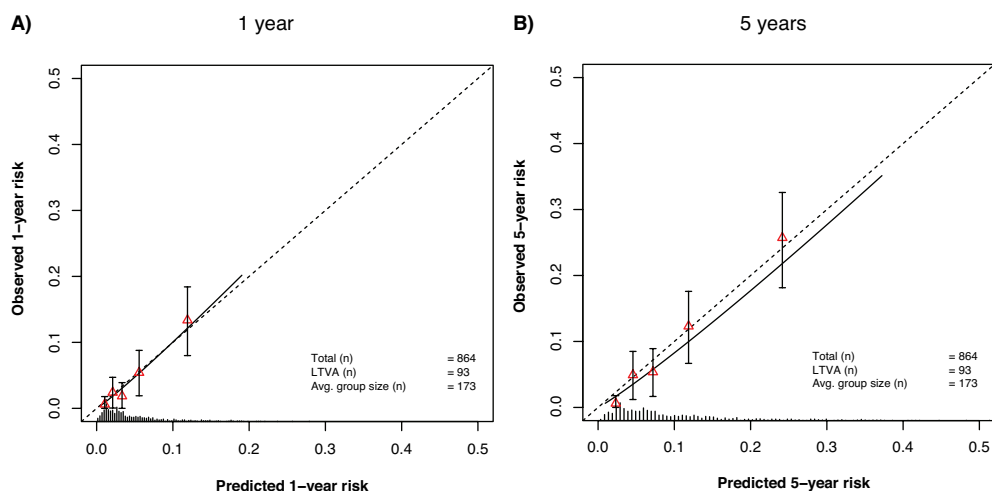 A)
1 year
Observed 1–year risk
0.5
0.4
0.3
0.2
0.1
0.0
Total (n) = 864
LTVA (n) = 93
Avg. group size (n) = 173
0.0 0.1 0.2 0.3 0.4 0.5
Predicted 1–year risk
B)
5 years
Observed 5–year risk
0.5
0.4
0.3
0.2
0.1
0.0
Total (n) = 864
LTVA (n) = 93
Avg. group size (n) = 173
0.0 0.1 0.2 0.3 0.4 0.5
Predicted 5–year risk